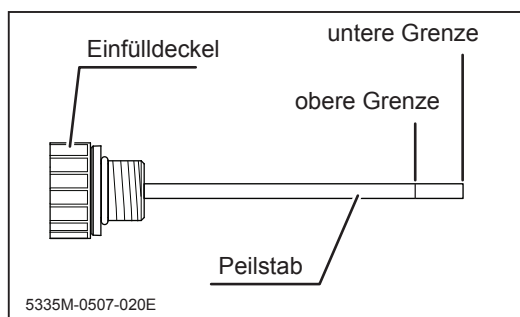 untere Grenze
Einfülldeckel
obere Grenze
Peilstab
5335M-0507-020E